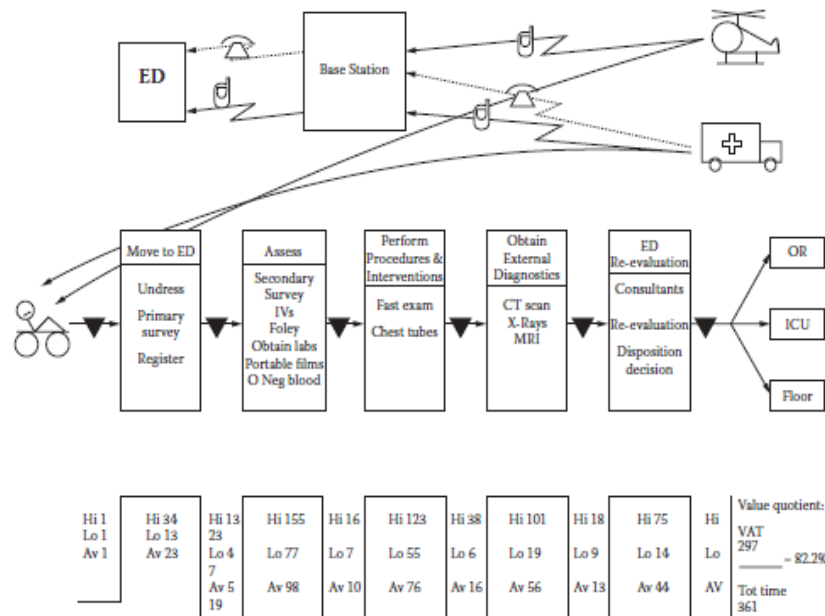 ED
Base Station
Move to ED
Undress
Primary
survey
Register
Assess
Secondary
Survey
IVs
Foley
Obtain labs
Portable films
O Neg blood
Perform
Procedures &
Interventions
Fast exam
Chest tubes
Obtain
External
Diagnostics
CT scan
X-Rays
MRI
ED
Re-evaluation
Consultants
Re-evaluation
Disposition
decision
OR
ICU
Floor
Hi 1
Lo 1
Av 1
Hi 34
Lo 13
Av 23
Hi 13
23
Lo 4
7
Av 5
19
Hi 155
Lo 77
Av 98
Hi 16
Lo 7
Av 10
Hi 123
Lo 55
Av 76
Hi 38
Lo 6
Av 16
Hi 101
Lo 19
Av 56
Hi 18
Lo 9
Av 13
Hi 75
Lo 14
Av 44
Hi
Lo
AV
Value quotient:
VAT
297
= 82.29
Tot time
361